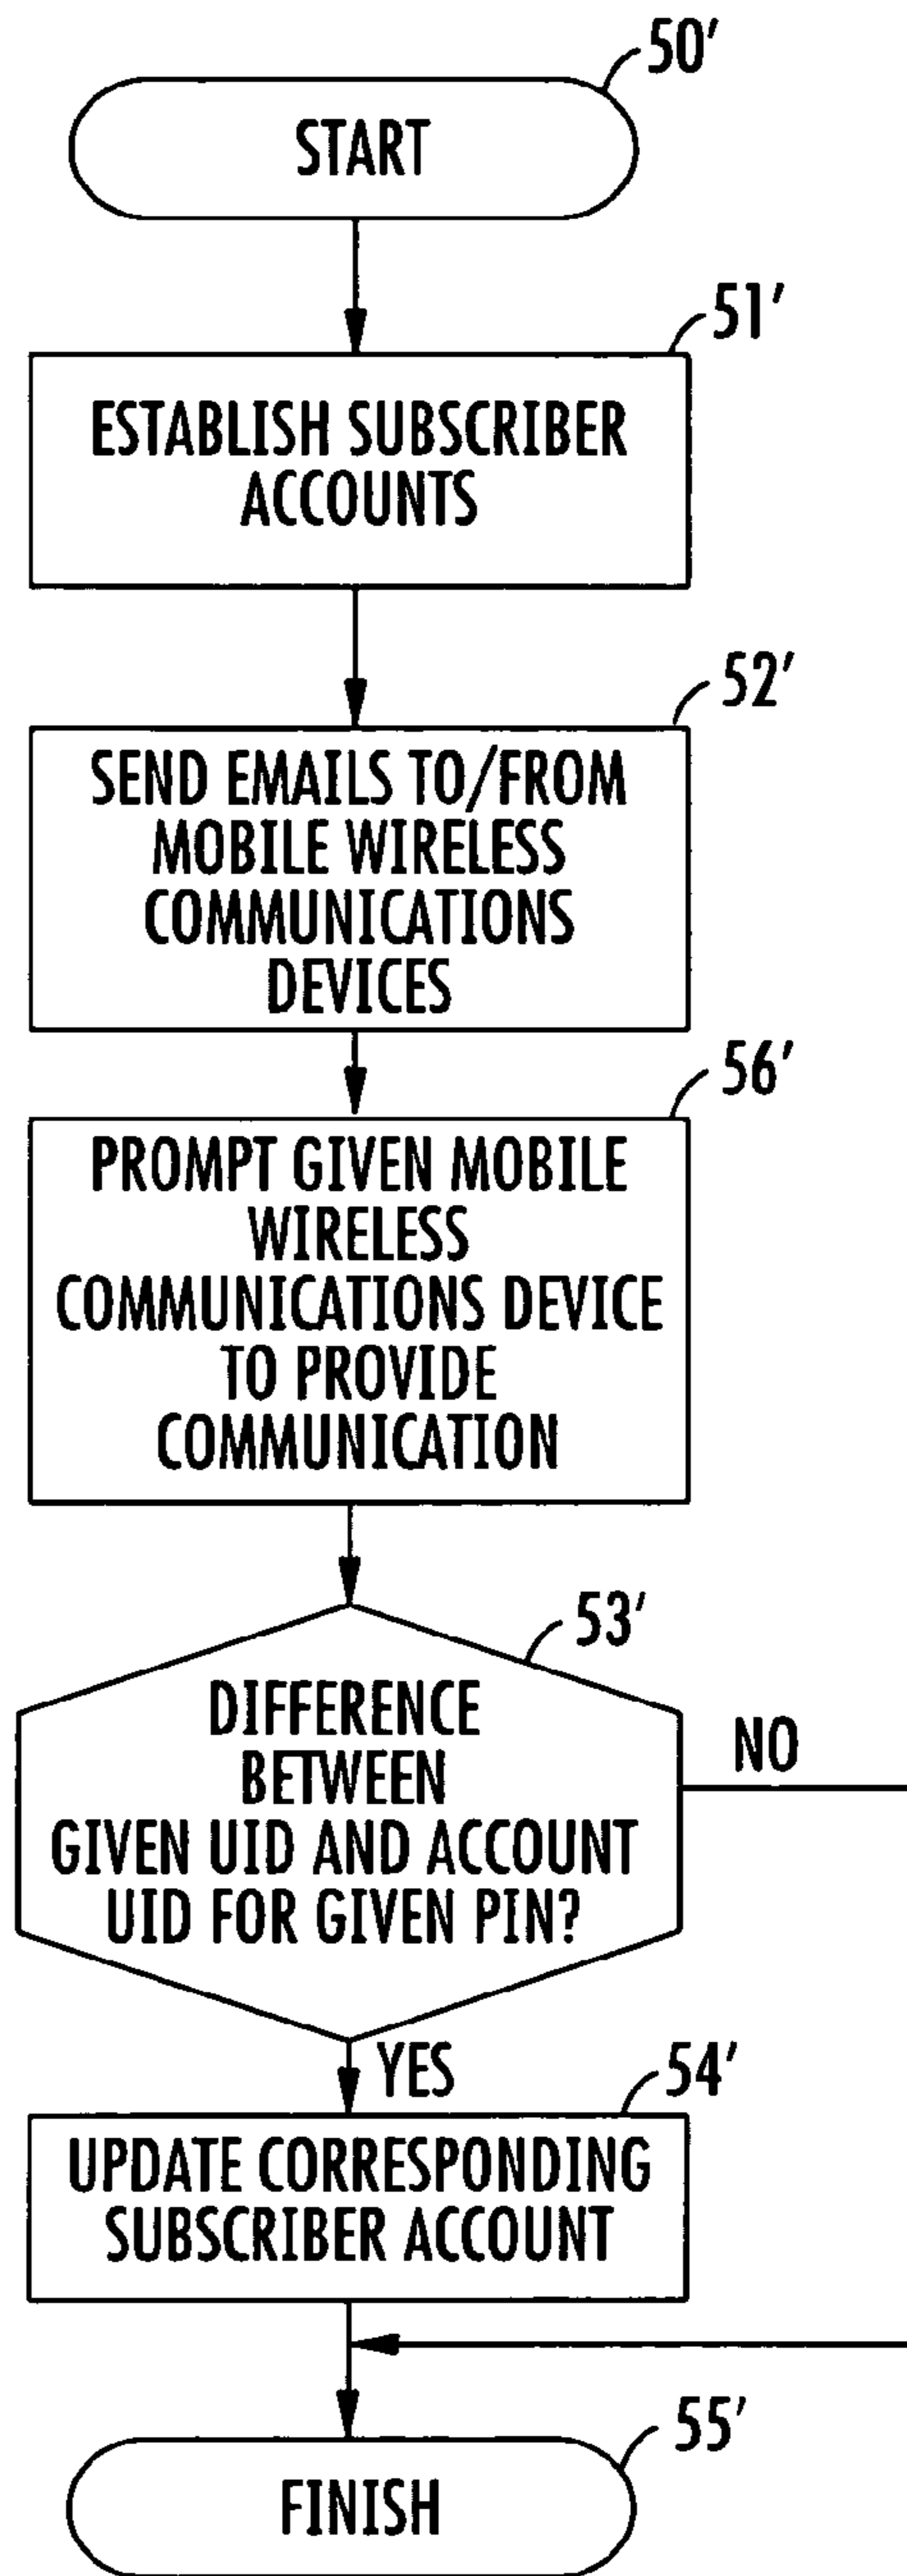 50'
START
51'
ESTABLISH SUBSCRIBER
ACCOUNTS
52'
SEND EMAILS TO/FROM
MOBILE WIRELESS
COMMUNICATIONS
DEVICES
56'
PROMPT GIVEN MOBILE
WIRELESS
COMMUNICATIONS DEVICE
TO PROVIDE
COMMUNICATION
53'
DIFFERENCE
BETWEEN
GIVEN UID AND ACCOUNT
UID FOR GIVEN PIN?
NO
YES
54'
UPDATE CORRESPONDING
SUBSCRIBER ACCOUNT
55'
FINISH